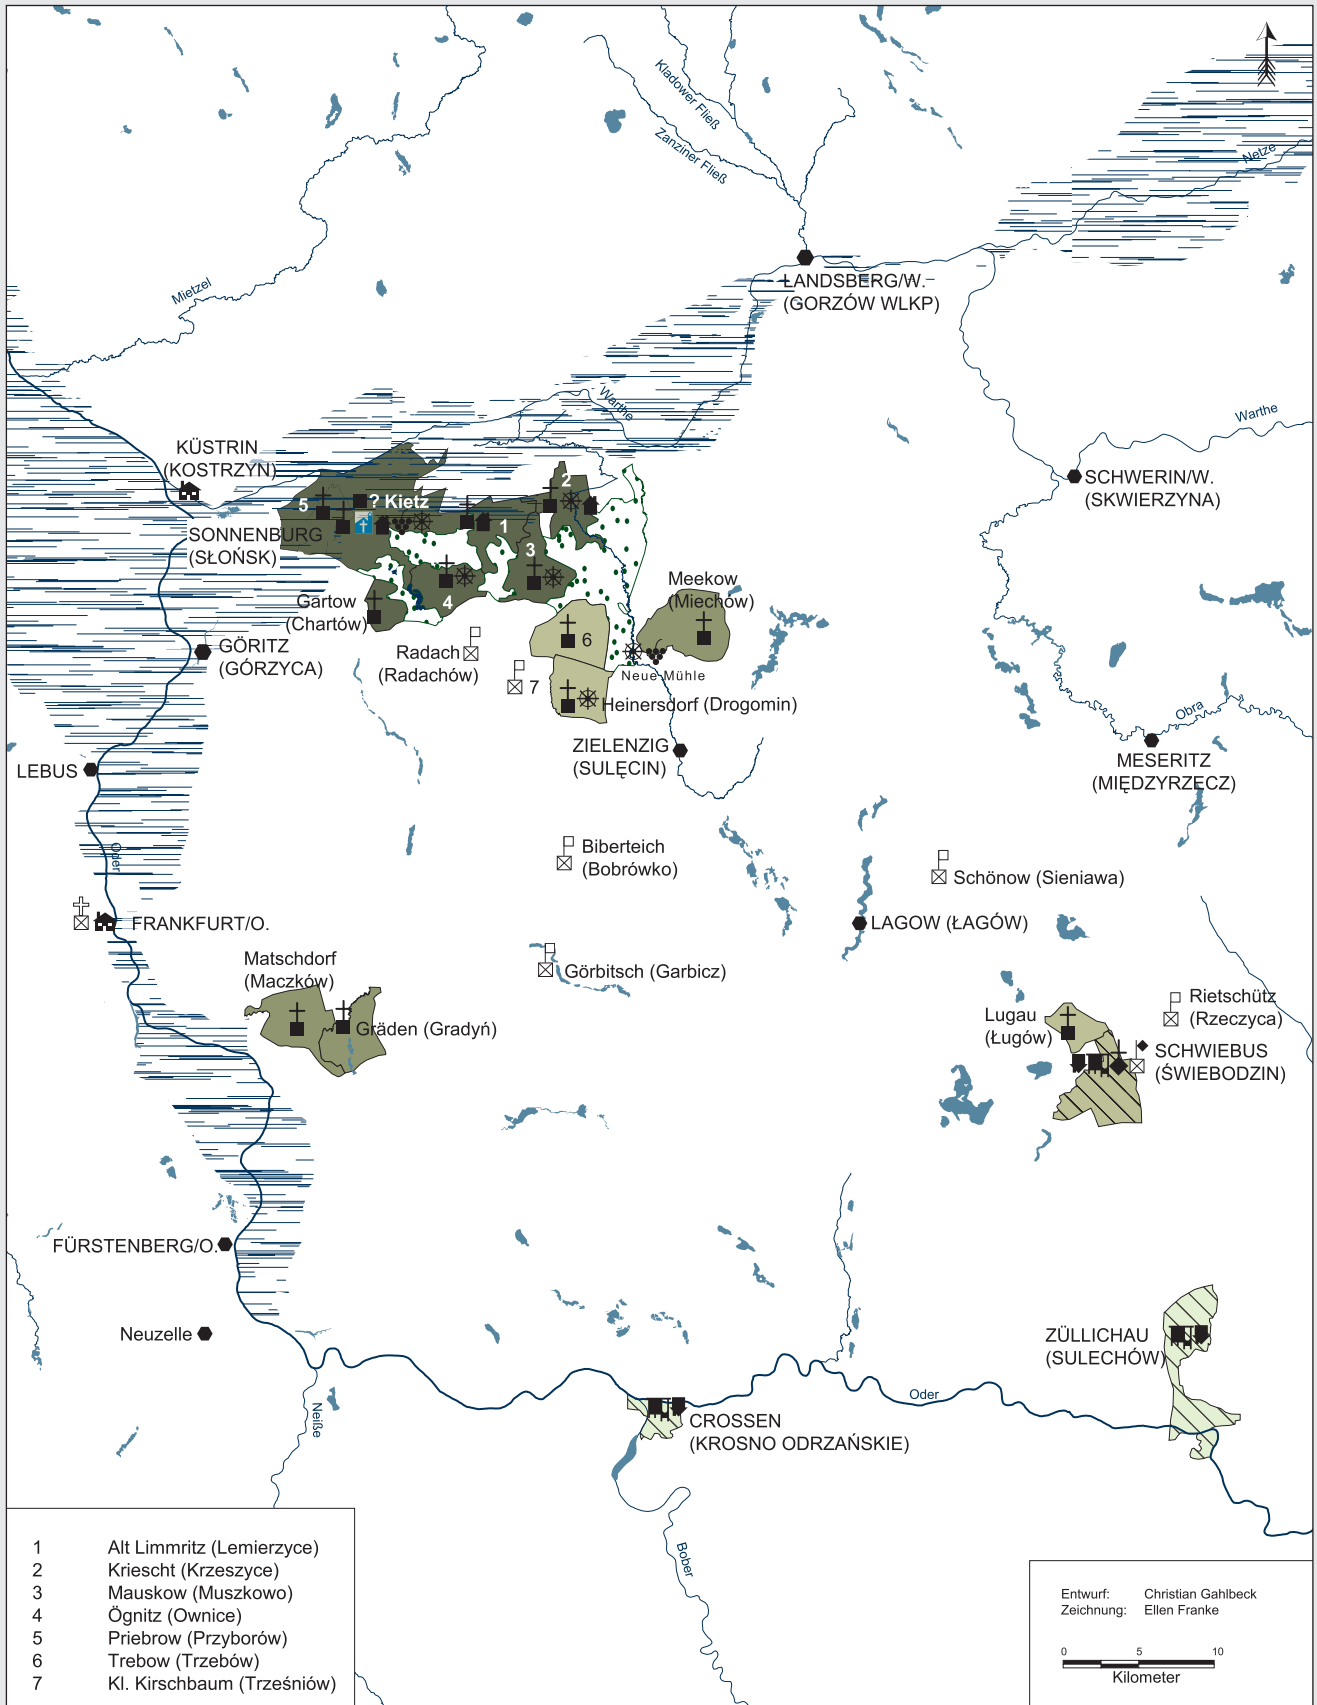 Kladower Fließ
Zanziner Fließ
Netze
LANDSBERG/W.
(GORZÓW WLKP)
Mietzel
Warthe
Warthe
KÜSTRIN
(KOSTRZYN)
SCHWERIN/W.
(SKWIERZYNA)
5
? Kietz
2
1
3
4
SONNENBURG
(SŁOŃSK)
Gartow
(Chartów)
Meekow
(Miechów)
GÖRITZ
(GÓRZYCA)
Radach
(Radachów)
6
7
Neue Mühle
Heinersdorf (Drogomin)
Obra
ZIELENZIG
(SULĘCIN)
MESERITZ
(MIĘDZYRZECZ)
LEBUS
Oder
Biberteich
(Bobrówko)
Schönow (Sieniawa)
FRANKFURT/O.
LAGOW (ŁAGÓW)
Matschdorf
(Maczków)
Görbitsch (Garbicz)
Gräden (Gradyń)
Lugau
(Ługów)
Rietschütz
(Rzeczyca)
SCHWIEBUS
(ŚWIEBODZIN)
FÜRSTENBERG/O.
Neuzelle
ZÜLLICHAU
(SULECHÓW)
Oder
Neiße
CROSSEN
(KROSNO ODRZAŃSKIE)
Bober
1 Alt Limmritz (Lemierzyce)
2 Kriescht (Krzeszyce)
3 Mauskow (Muszkowo)
4 Ögnitz (Ownice)
5 Priebrow (Przyborów)
6 Trebow (Trzebów)
7 Kl. Kirschbaum (Trześniów)
Entwurf: Christian Gahlbeck
Zeichnung: Ellen Franke
0 5 10
Kilometer